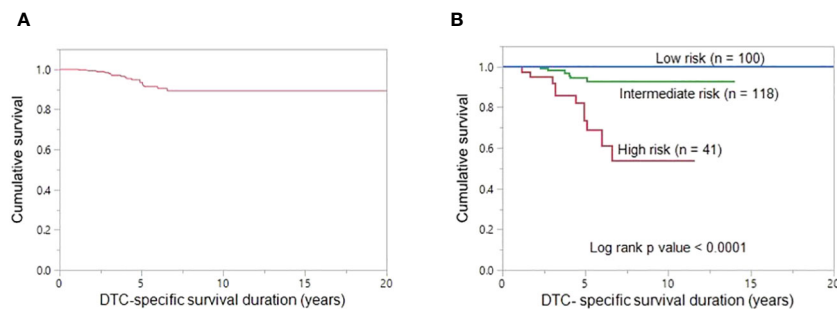 A
Cumulative survival
1.0
0.8
0.6
0.4
0.2
0.0
0 5 10 15 20
DTC-specific survival duration (years)
B
Cumulative survival
1.0
0.8
0.6
0.4
0.2
0.0
Low risk (n = 100)
Intermediate risk (n = 118)
High risk (n = 41)
Log rank p value < 0.0001
0 5 10 15 20
DTC- specific survival duration (years)